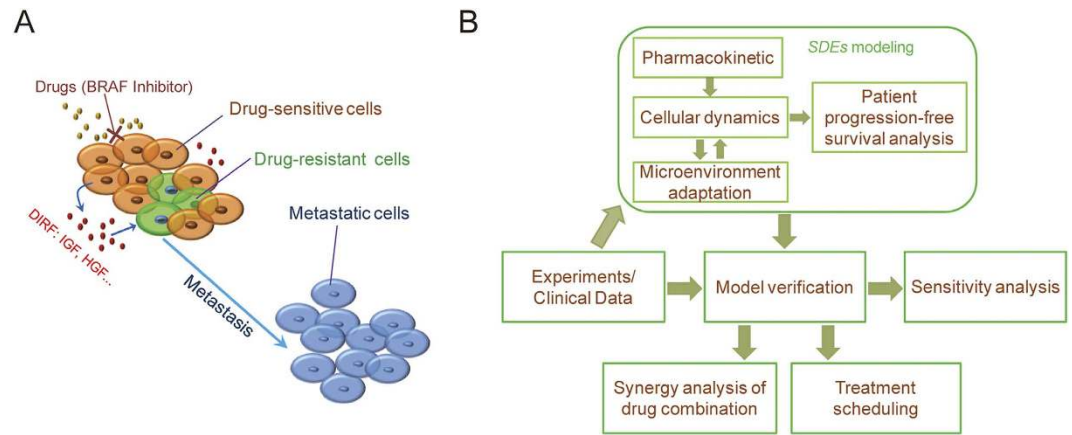 A
Drugs (BRAF Inhibitor)
Drug-sensitive cells
Drug-resistant cells
Metastatic cells
DIRF: IGF, HGF...
Metastasis
B
SDEs modeling
Pharmacokinetic
Cellular dynamics
Patient
progression-free
survival analysis
Microenvironment
adaptation
Experiments/
Clinical Data
Model verification
Sensitivity analysis
Synergy analysis of
drug combination
Treatment
scheduling